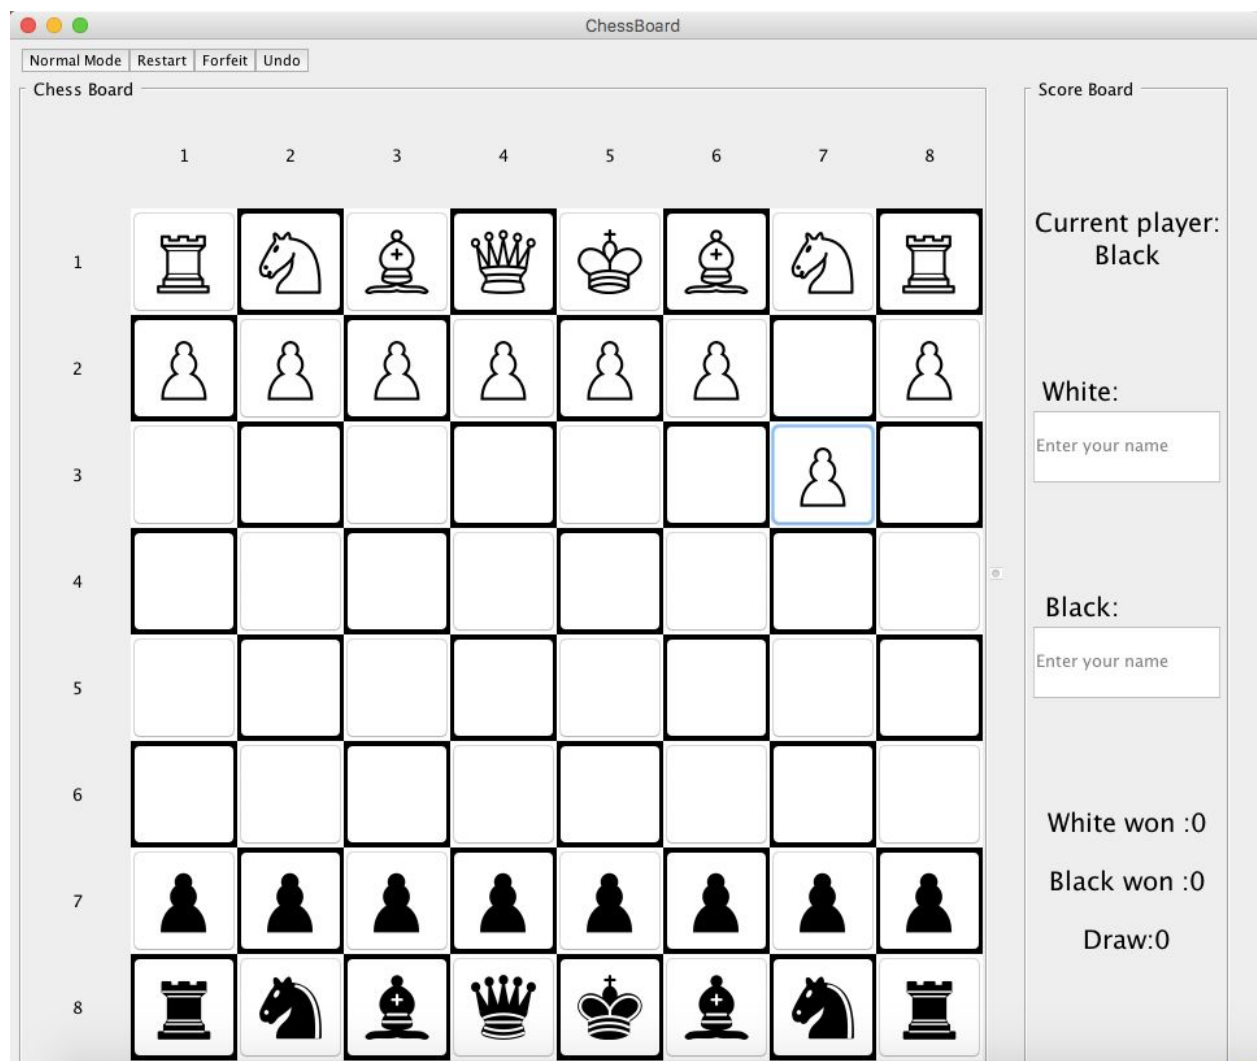 ChessBoard
Normal Mode Restart Forfeit Undo
Chess Board
Score Board
1 2 3 4 5 6 7 8
1
2
3
4
5
6
7
8
Current player:
Black
White:
Enter your name
Black:
Enter your name
White won :0
Black won :0
Draw:0